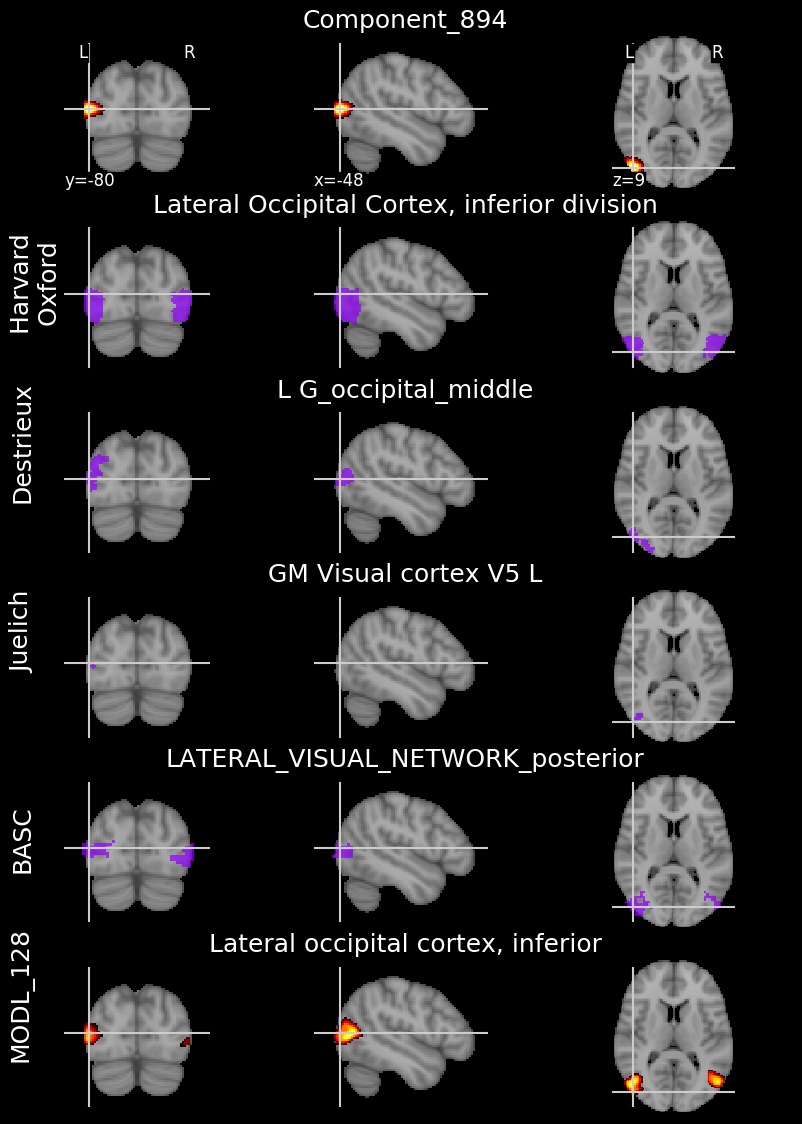 Component_894
L R
L R
y=-80
x=-48
z=9
Lateral Occipital Cortex, inferior division
Harvard
Oxford
L G_occipital_middle
Destrieux
GM Visual cortex V5 L
Juelich
LATERAL_VISUAL_NETWORK_posterior
BASC
Lateral occipital cortex, inferior
MODL_128